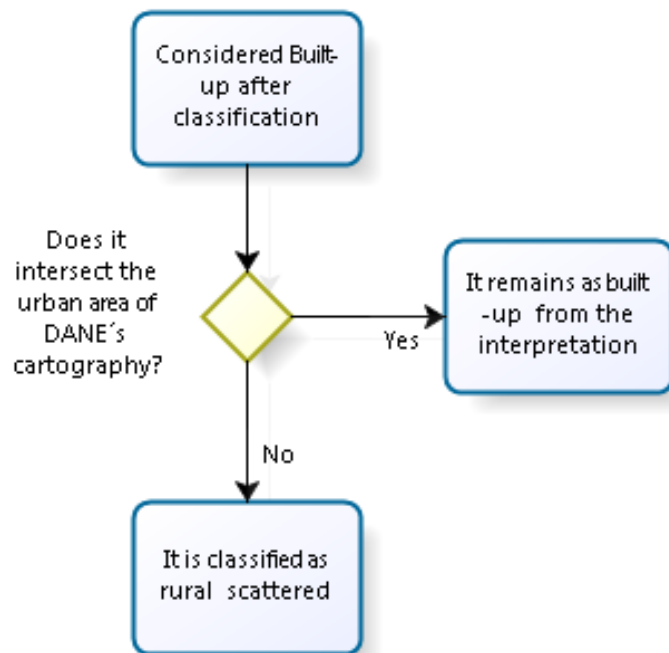 Considered Built-
up after
classification
Does it
intersect the
urban area of
DANE´s
cartography?
It remains as built
-up from the
interpretation
Yes
No
It is classified as
rural scattered